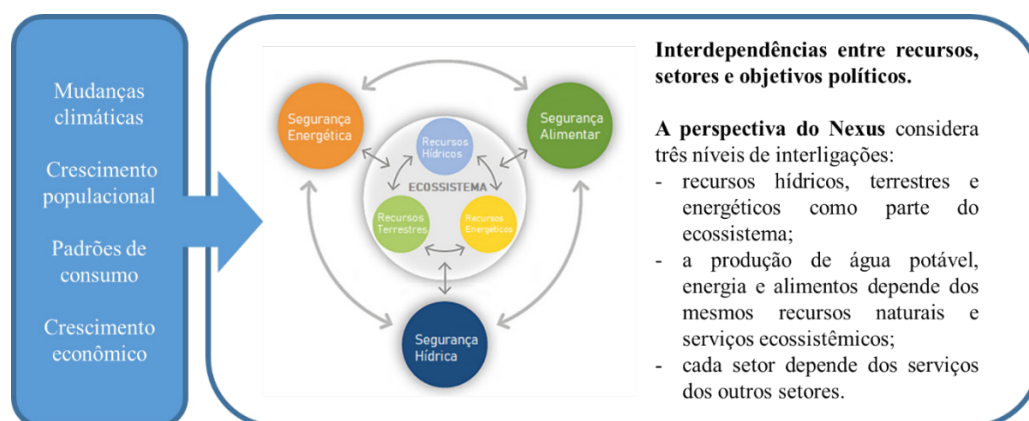 Mudanças
climáticas
Crescimento
populacional
Padrões de
consumo
Crescimento
econômico
Segurança
Energética
Segurança
Alimentar
Recursos
Hídricos
ECOSSISTEMA
Recursos
Terrestres
Recursos
Energéticos
Segurança
Hídrica
Interdependências entre recursos,
setores e objetivos políticos.
A perspectiva do Nexus considera
três níveis de interligações:
- recursos hídricos, terrestres e
energéticos como parte do
ecossistema;
- a produção de água potável,
energia e alimentos depende dos
mesmos recursos naturais e
serviços ecossistêmicos;
- cada setor depende dos serviços
dos outros setores.